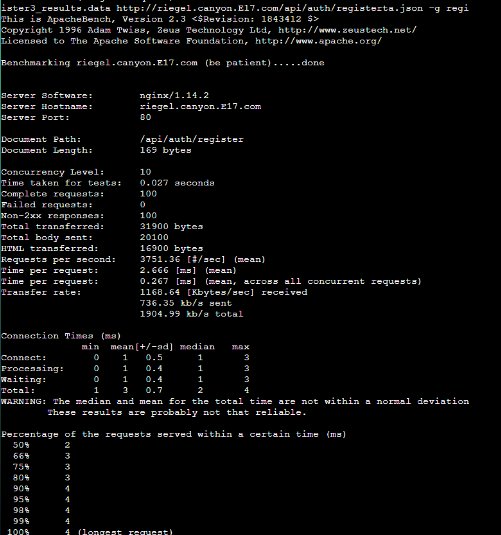 ister3_results.data http://riegel.canyon.E17.com/api/auth/registerta.json -g regi
This is ApacheBench, Version 2.3 <$Revision: 1843412 $>
Copyright 1996 Adam Twiss, Zeus Technology Ltd, http://www.zeustech.net/
Licensed to The Apache Software Foundation, http://www.apache.org/

Benchmarking riegel.canyon.E17.com (be patient).....done


Server Software:        nginx/1.14.2
Server Hostname:        riegel.canyon.E17.com
Server Port:            80

Document Path:          /api/auth/register
Document Length:        169 bytes

Concurrency Level:      10
Time taken for tests:   0.027 seconds
Complete requests:      100
Failed requests:        0
Non-2xx responses:      100
Total transferred:      31900 bytes
Total body sent:        20100
HTML transferred:       16900 bytes
Requests per second:    3751.36 [#/sec] (mean)
Time per request:       2.666 [ms] (mean)
Time per request:       0.267 [ms] (mean, across all concurrent requests)
Transfer rate:          1168.64 [Kbytes/sec] received
                        736.35 kb/s sent
                        1904.99 kb/s total

Connection Times (ms)
              min  mean[+/-sd] median   max
Connect:        0    1   0.5      1       3
Processing:     0    1   0.4      1       3
Waiting:        0    1   0.4      1       3
Total:          1    3   0.7      2       4
WARNING: The median and mean for the total time are not within a normal deviation
        These results are probably not that reliable.

Percentage of the requests served within a certain time (ms)
  50%      2
  66%      3
  75%      3
  80%      3
  90%      4
  95%      4
  98%      4
  99%      4
 100%      4 (longest request)